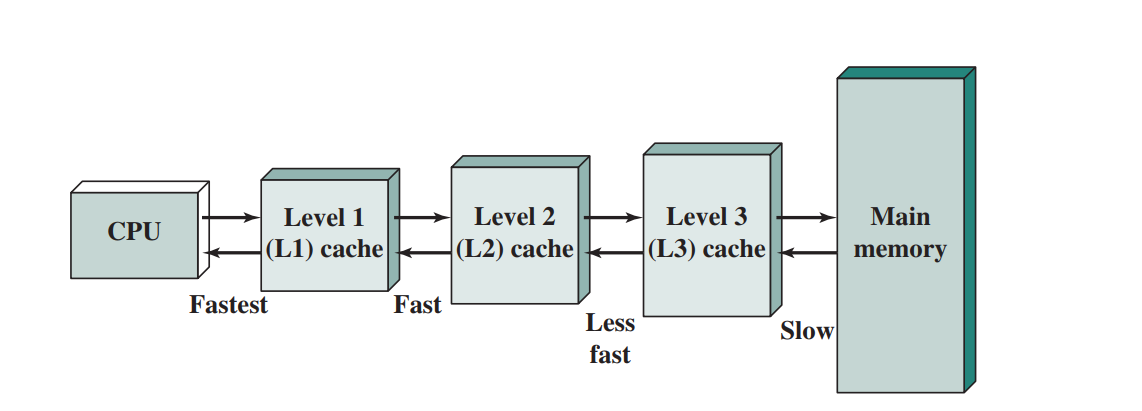 CPU
Level 1
(L1) cache
Level 2
(L2) cache
Level 3
(L3) cache
Main
memory
Fastest
Fast
Less
fast
Slow